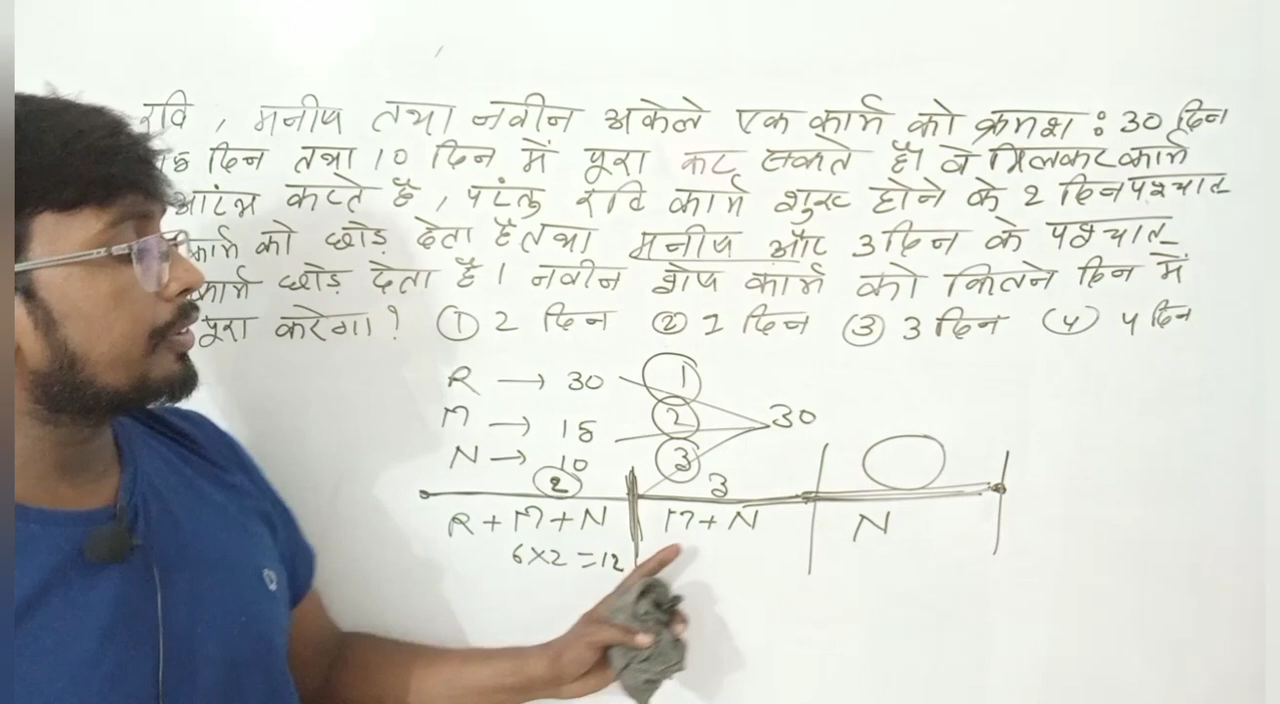 रवि, मनीष तथा नवीन अकेले एक कार्य को क्रमश: 30 दिन
15 दिन तथा 10 दिन में पूरा कर सकते हैं। वे मिलकर कार्य
आरंभ करते हैं, परंतु रवि कार्य शुरू होने के 2 दिन पश्चात
कार्य को छोड़ देता है तथा मनीष और 3 दिन के पश्चात
कार्य छोड़ देता है। नवीन शेष कार्य को कितने दिन में
पूरा करेगा? ① 2 दिन ② 1 दिन ③ 3 दिन ④ 4 दिन
R → 30 1
M → 15 2 30
N → 10 3
2 3
R+M+N M+N N
6×2=12